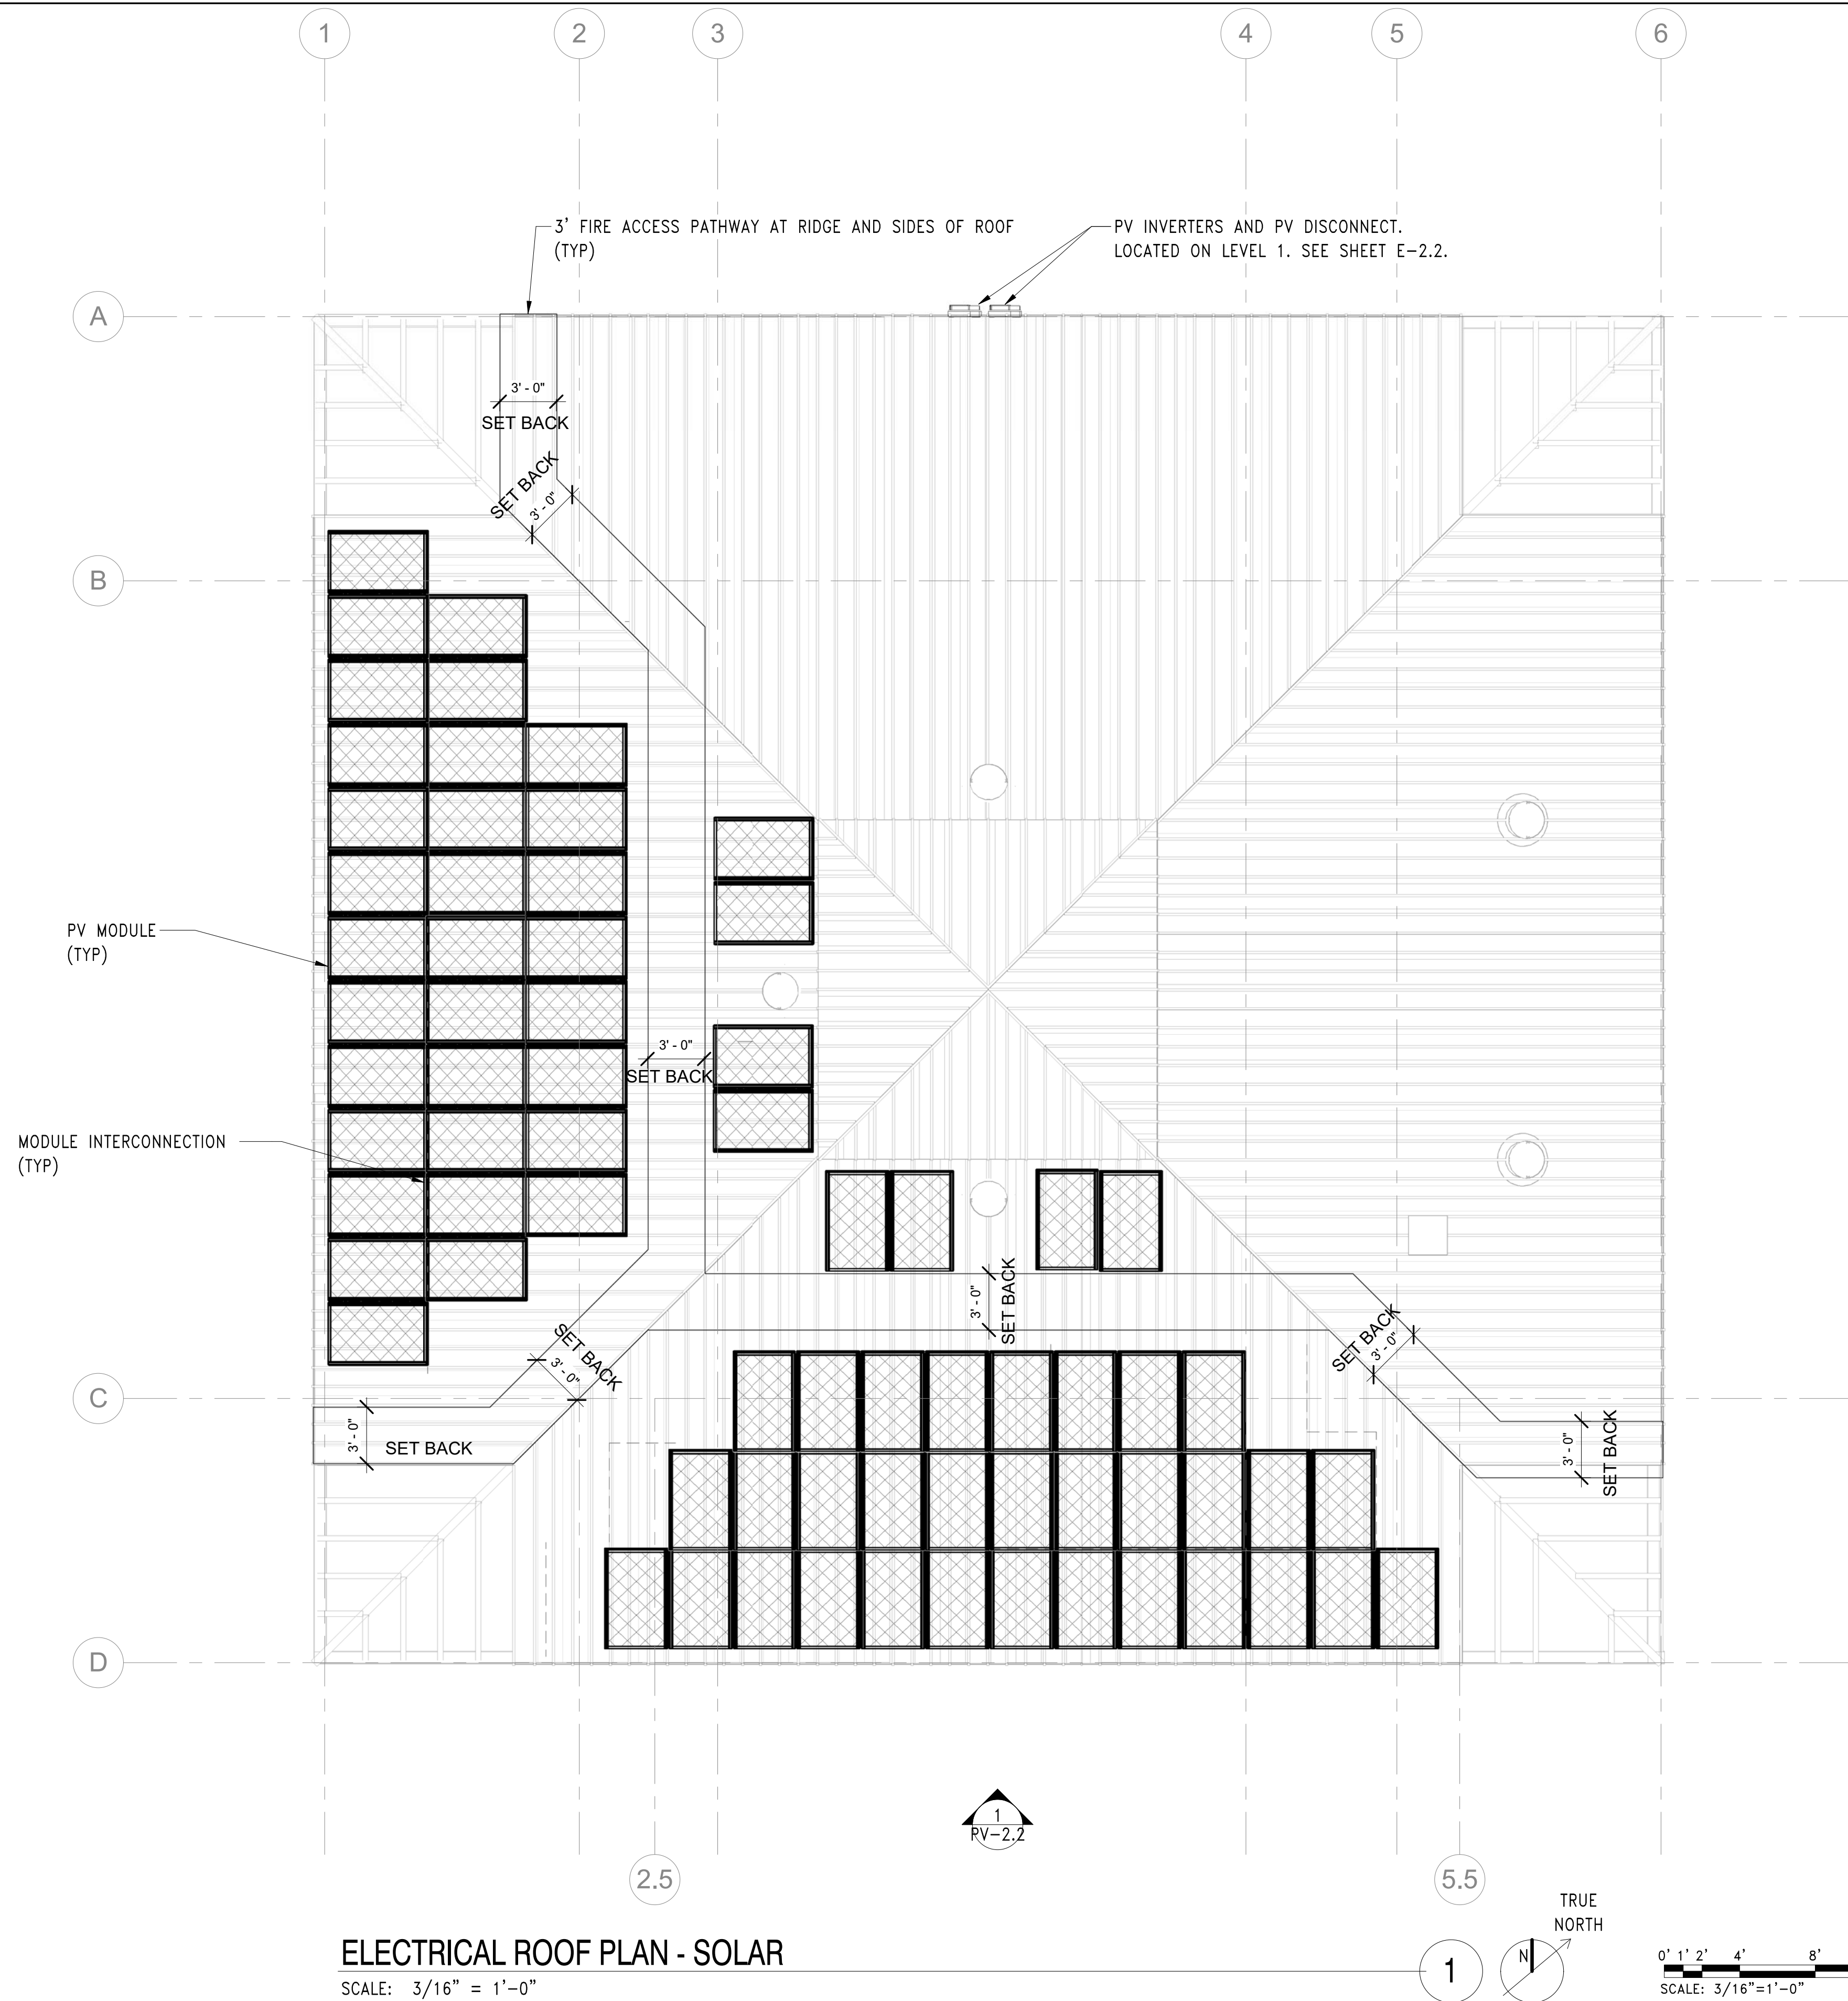 1
2
3
4
5
6
3' FIRE ACCESS PATHWAY AT RIDGE AND SIDES OF ROOF
(TYP)
PV INVERTERS AND PV DISCONNECT.
LOCATED ON LEVEL 1. SEE SHEET E-2.2.
A
3' - 0"
SET BACK
SET BACK
3' - 0"
B
PV MODULE
(TYP)
3' - 0"
SET BACK
MODULE INTERCONNECTION
(TYP)
3' - 0"
SET BACK
SET BACK
3' - 0"
SET BACK
3' - 0"
C
3' - 0"
SET BACK
3' - 0"
SET BACK
D
1
PV-2.2
2.5
5.5
TRUE
NORTH
N
ELECTRICAL ROOF PLAN - SOLAR
SCALE: 3/16" = 1'-0"
1
0' 1' 2' 4' 8'
SCALE: 3/16"=1'-0"